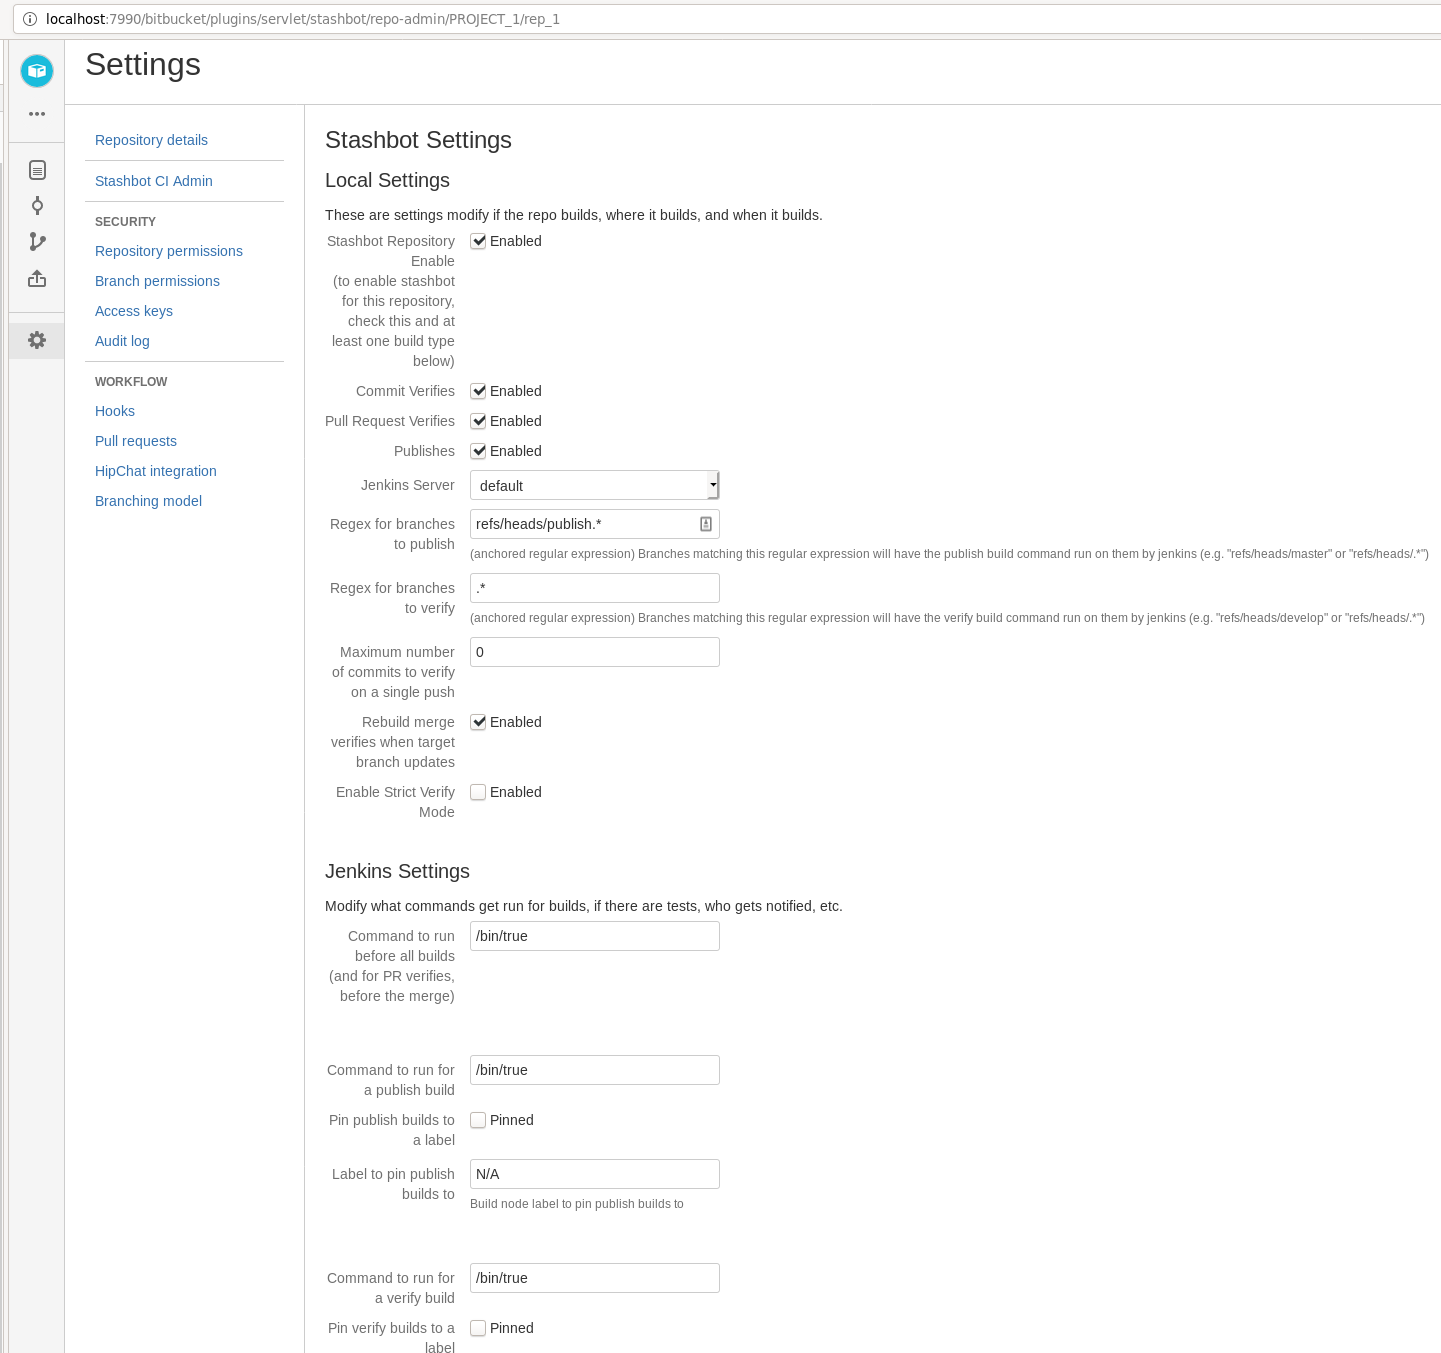 localhost:7990/bitbucket/plugins/servlet/stashbot/repo-admin/PROJECT_1/rep_1
Settings
Repository details
Stashbot CI Admin
SECURITY
Repository permissions
Branch permissions
Access keys
Audit log
WORKFLOW
Hooks
Pull requests
HipChat integration
Branching model
Stashbot Settings
Local Settings
These are settings modify if the repo builds, where it builds, and when it builds.
Stashbot Repository Enabled
Enable
(to enable stashbot
for this repository,
check this and at
least one build type
below)
Commit Verifies Enabled
Pull Request Verifies Enabled
Publishes Enabled
Jenkins Server default
Regex for branches refs/heads/publish.*
to publish
(anchored regular expression) Branches matching this regular expression will have the publish build command run on them by jenkins (e.g. "refs/heads/master" or "refs/heads/.*")
Regex for branches .*
to verify
(anchored regular expression) Branches matching this regular expression will have the verify build command run on them by jenkins (e.g. "refs/heads/develop" or "refs/heads/.*")
Maximum number 0
of commits to verify
on a single push
Rebuild merge Enabled
verifies when target
branch updates
Enable Strict Verify Enabled
Mode
Jenkins Settings
Modify what commands get run for builds, if there are tests, who gets notified, etc.
Command to run /bin/true
before all builds
(and for PR verifies,
before the merge)
Command to run for /bin/true
a publish build
Pin publish builds to Pinned
a label
Label to pin publish N/A
builds to
Build node label to pin publish builds to
Command to run for /bin/true
a verify build
Pin verify builds to a Pinned
label